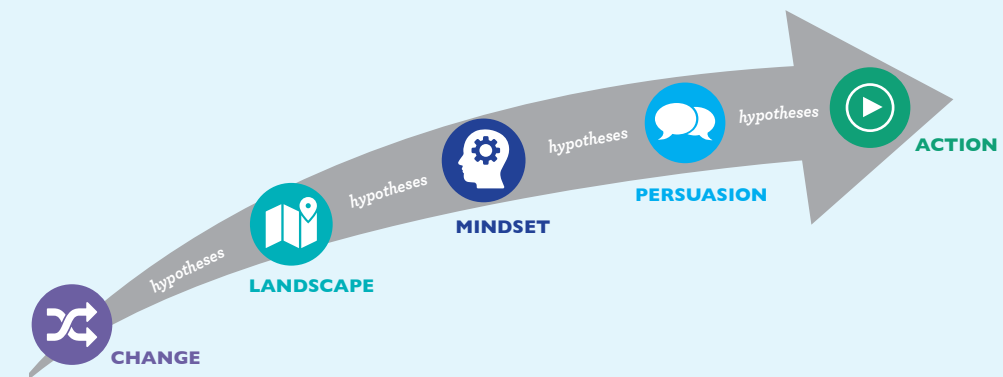 CHANGE
hypotheses
LANDSCAPE
hypotheses
MINDSET
hypotheses
PERSUASION
hypotheses
ACTION